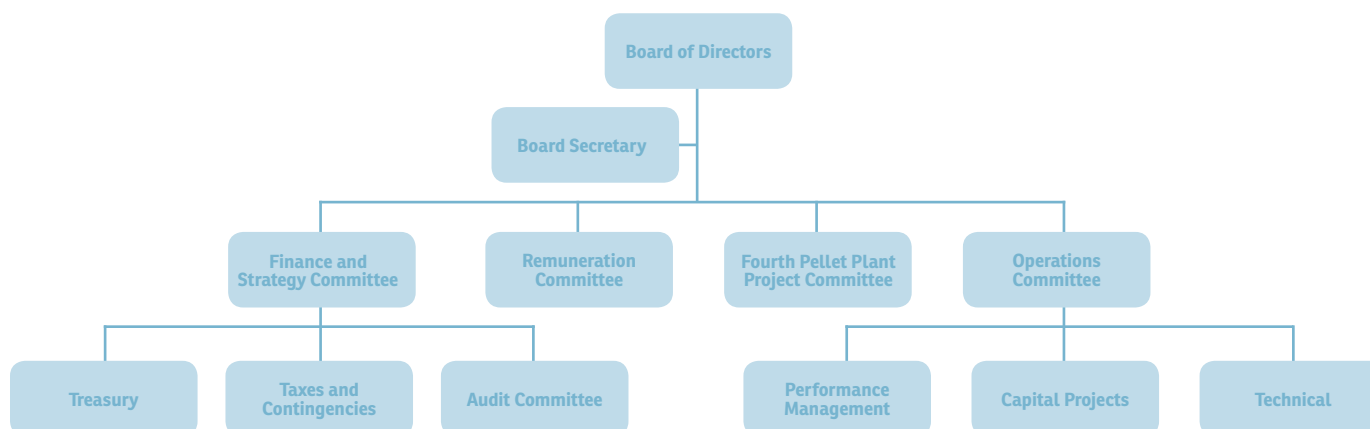 Board of Directors
Board Secretary
Finance and
Strategy Committee
Remuneration
Committee
Fourth Pellet Plant
Project Committee
Operations
Committee
Treasury
Taxes and
Contingencies
Audit Committee
Performance
Management
Capital Projects
Technical